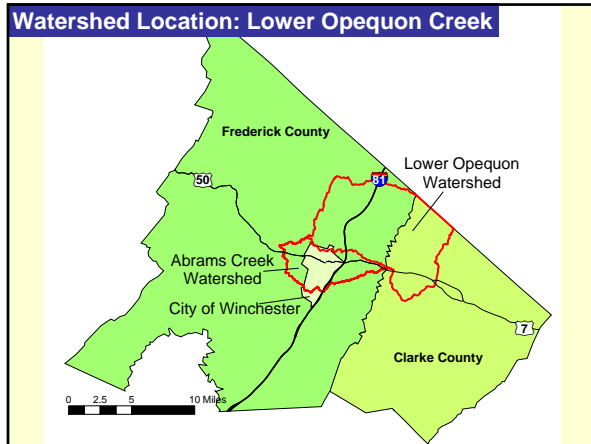 Watershed Location: Lower Opequon Creek
Frederick County
Lower Opequon
Watershed
50
81
Abrams Creek
Watershed
City of Winchester
7
Clarke County
0 2.5 5 10 Miles